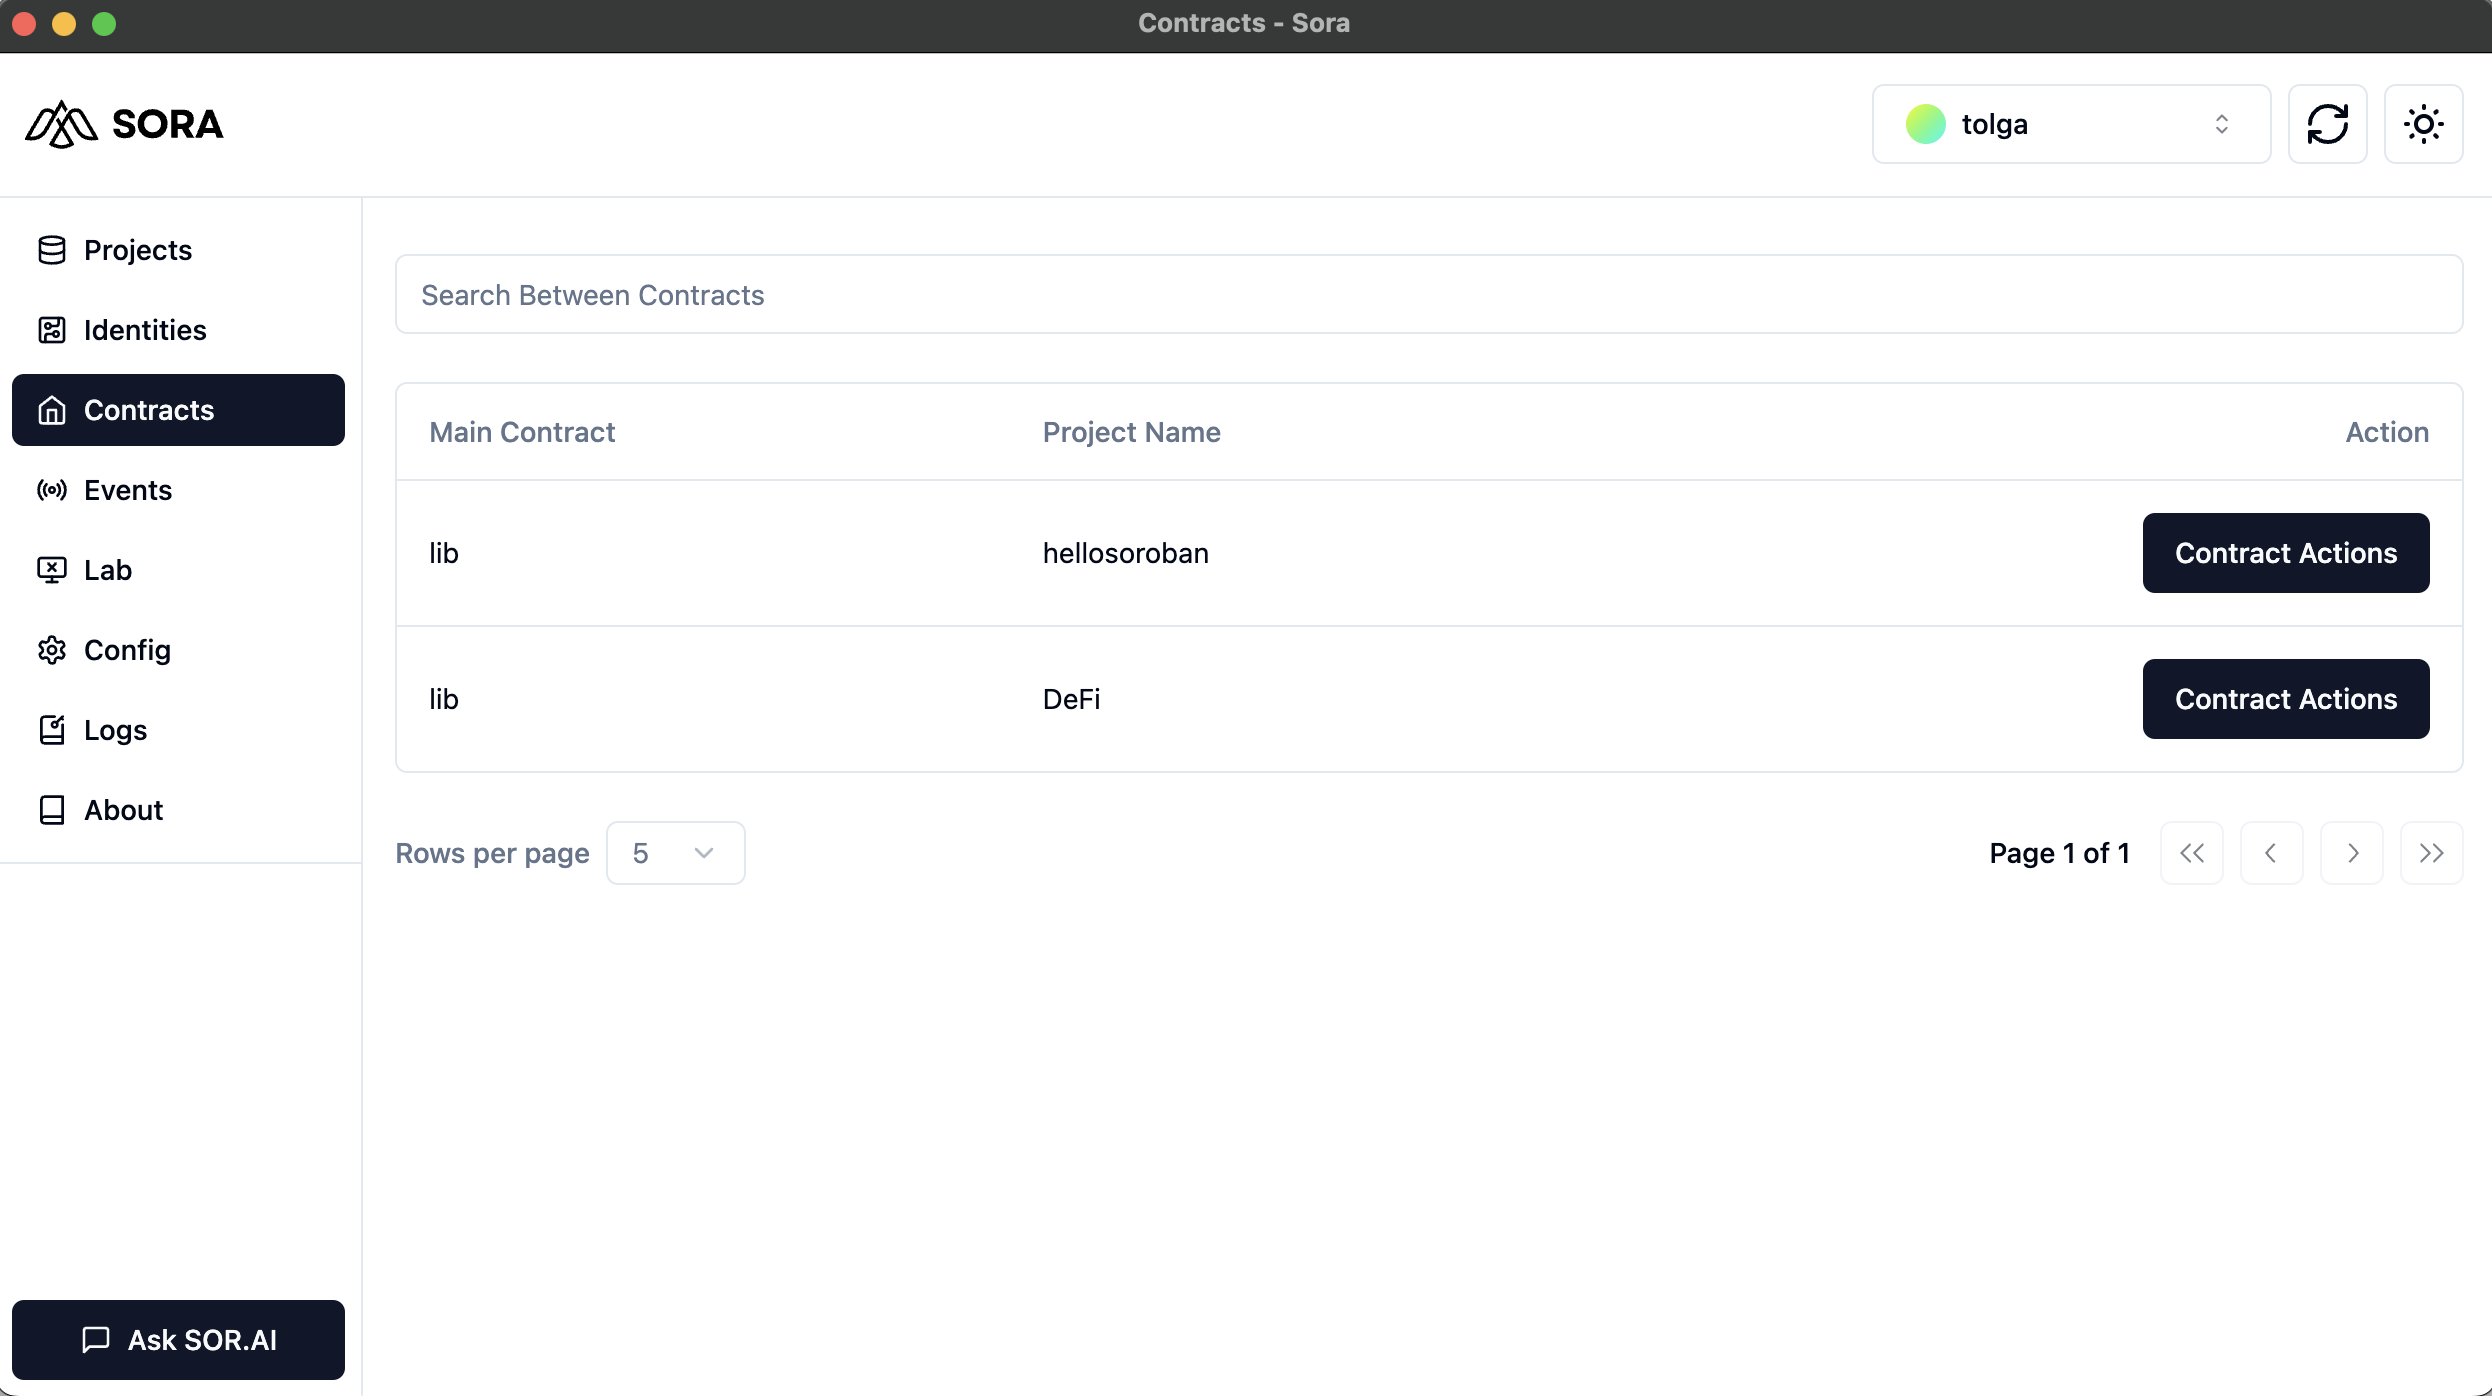 Contracts - Sora
SORA
tolga
Projects
Identities
Contracts
Events
Lab
Config
Logs
About
Ask SOR.AI
Search Between Contracts
Main Contract Project Name Action
lib hellosoroban Contract Actions
lib DeFi Contract Actions
Rows per page 5 Page 1 of 1